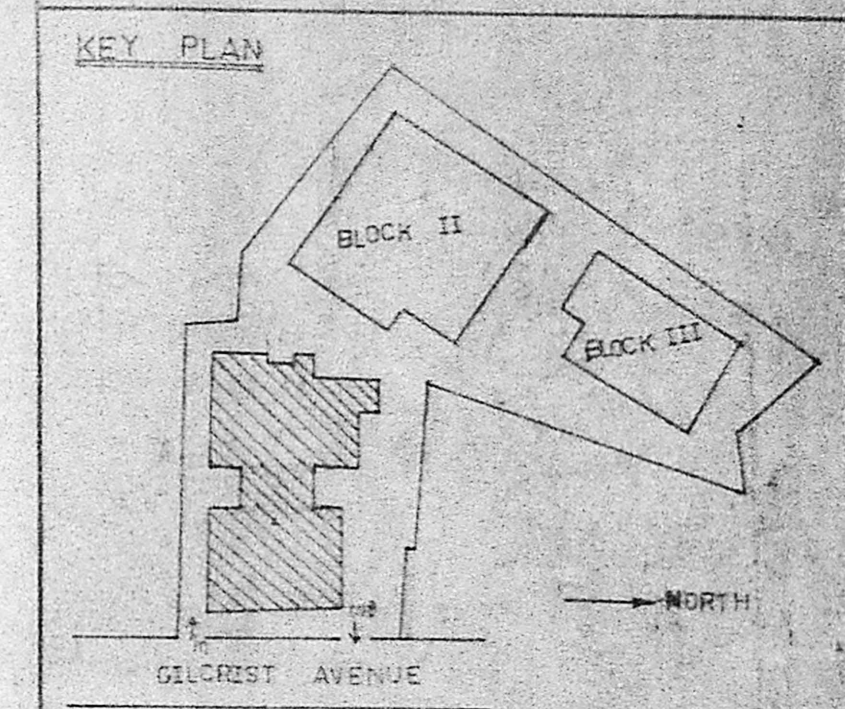 KEY PLAN
BLOCK II
BLOCK III
NORTH
GILCRIST AVENUE